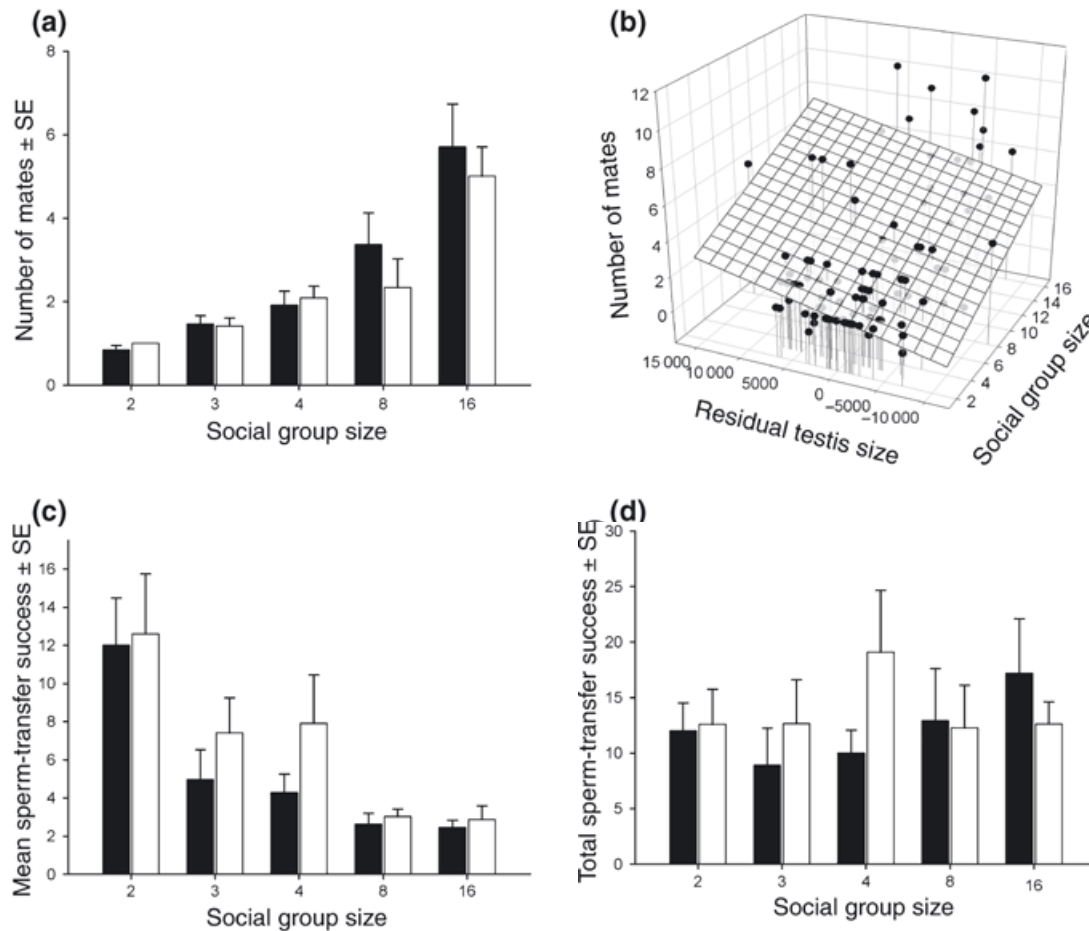 (a)
8
6
4
2
0
Number of mates ± SE
2 3 4 8 16
Social group size
(b)
12
10
8
6
4
2
0
Number of mates
15 000 10 000 5000 0 −5000 −10 000
Residual testis size
16
14
12
10
8
6
4
2
Social group size
(c)
16
14
12
10
8
6
4
2
0
Mean sperm-transfer success ± SE
2 3 4 8 16
Social group size
(d)
30
25
20
15
10
5
0
Total sperm-transfer success ± SE
2 3 4 8 16
Social group size